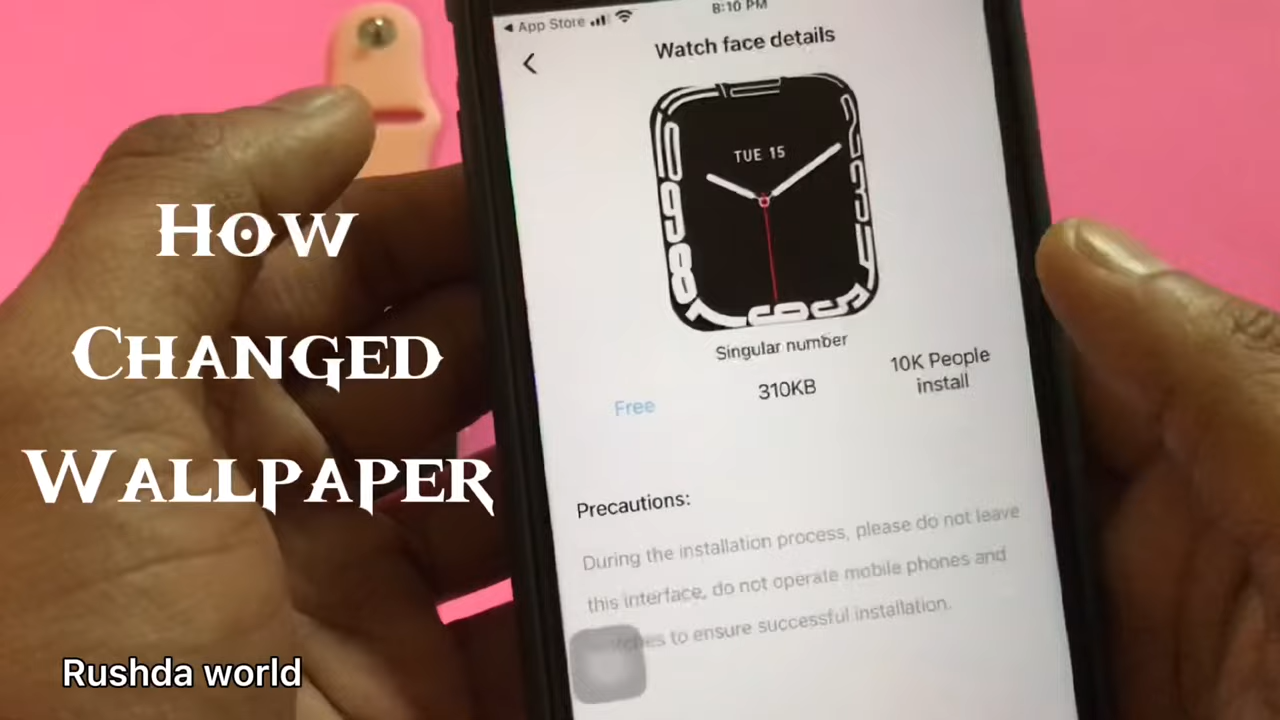 App Store
8:10 PM
Watch face details
TUE 15
Singular number
Free
310KB
10K People
install
Precautions:
During the installation process, please do not leave
this interface, do not operate mobile phones and
to ensure successful installation.
How
Changed
Wallpaper
Rushda world